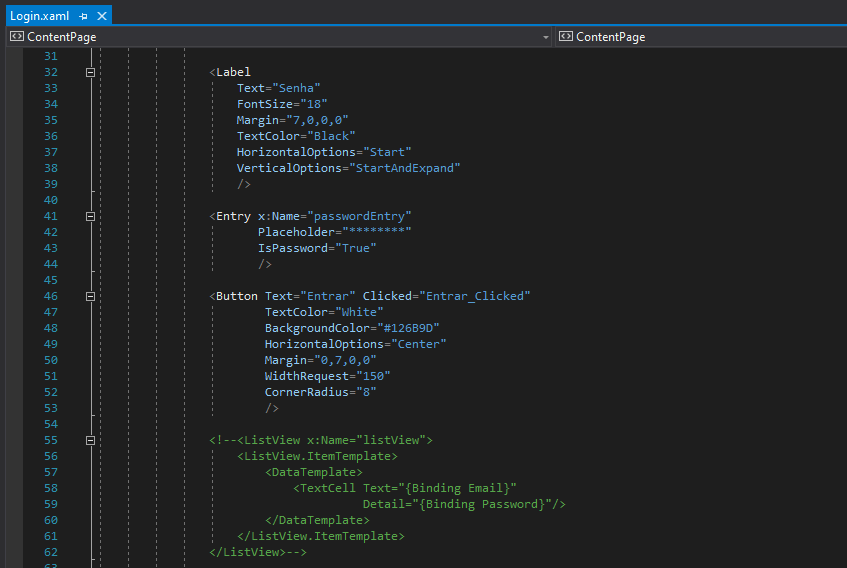 Login.xaml
ContentPage ContentPage
31
32 <Label
33 Text="Senha"
34 FontSize="18"
35 Margin="7,0,0,0"
36 TextColor="Black"
37 HorizontalOptions="Start"
38 VerticalOptions="StartAndExpand"
39 />
40
41 <Entry x:Name="passwordEntry"
42 Placeholder="********"
43 IsPassword="True"
44 />
45
46 <Button Text="Entrar" Clicked="Entrar_Clicked"
47 TextColor="White"
48 BackgroundColor="#126B9D"
49 HorizontalOptions="Center"
50 Margin="0,7,0,0"
51 WidthRequest="150"
52 CornerRadius="8"
53 />
54
55 <!--<ListView x:Name="listView">
56 <ListView.ItemTemplate>
57 <DataTemplate>
58 <TextCell Text="{Binding Email}"
59 Detail="{Binding Password}"/>
60 </DataTemplate>
61 </ListView.ItemTemplate>
62 </ListView>-->
63